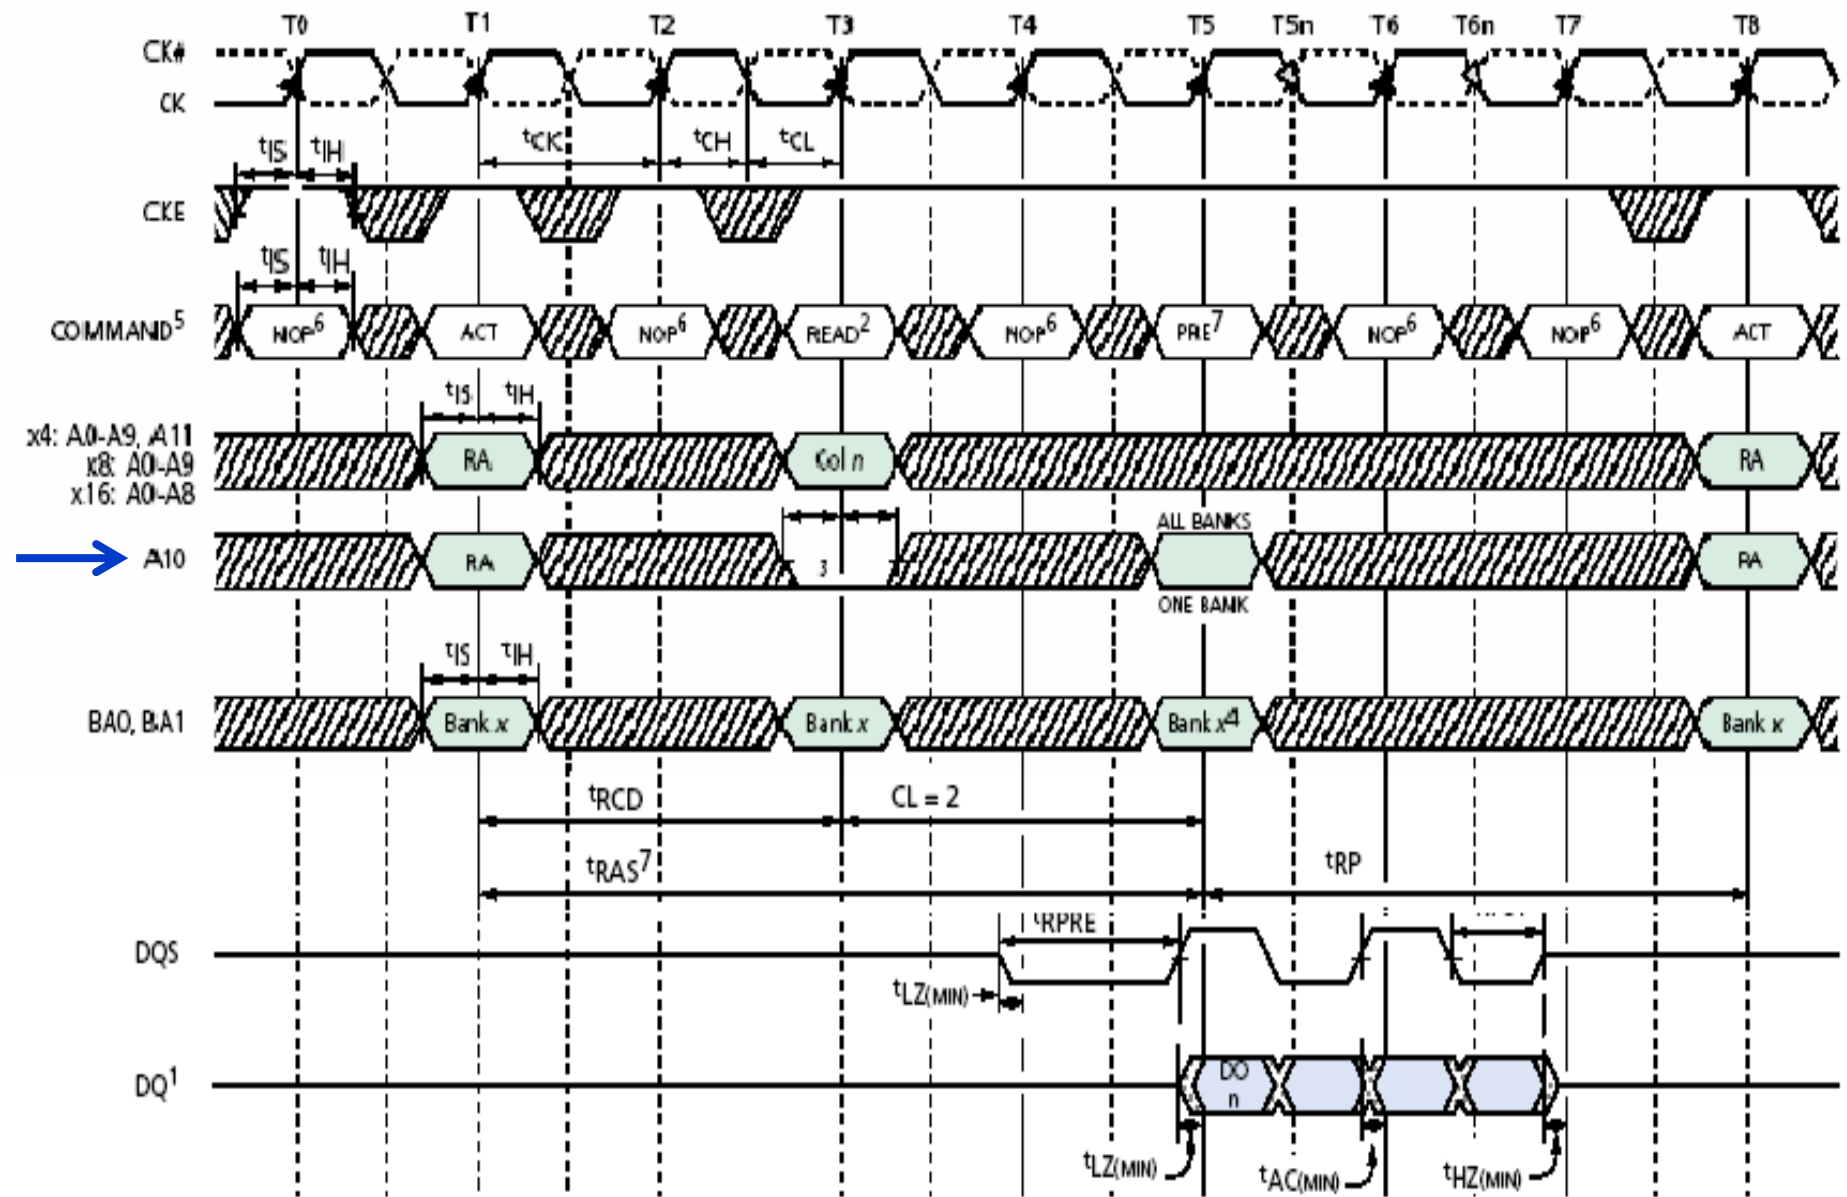 T0 T1 T2 T3 T4 T5 T5n T6 T6n T7 T8
CK#
CK
tCK tCH tCL
tIS tIH
CKE
tIS tIH
COMMAND5 NOP6 ACT NOP6 READ2 NOP6 PRE7 NOP6 NOP6 ACT
tIS tIH
x4: A0-A9, A11
x8: A0-A9
x16: A0-A8
RA Col n RA
ALL BANKS
A10 RA 3 RA
ONE BANK
tIS tIH
BA0, BA1 Bank x Bank x Bank x4 Bank x
tRCD CL = 2
tRAS7 tRP
tRPRE
DQS
tLZ(MIN)
DQ1 DO
n
tLZ(MIN) tAC(MIN) tHZ(MIN)